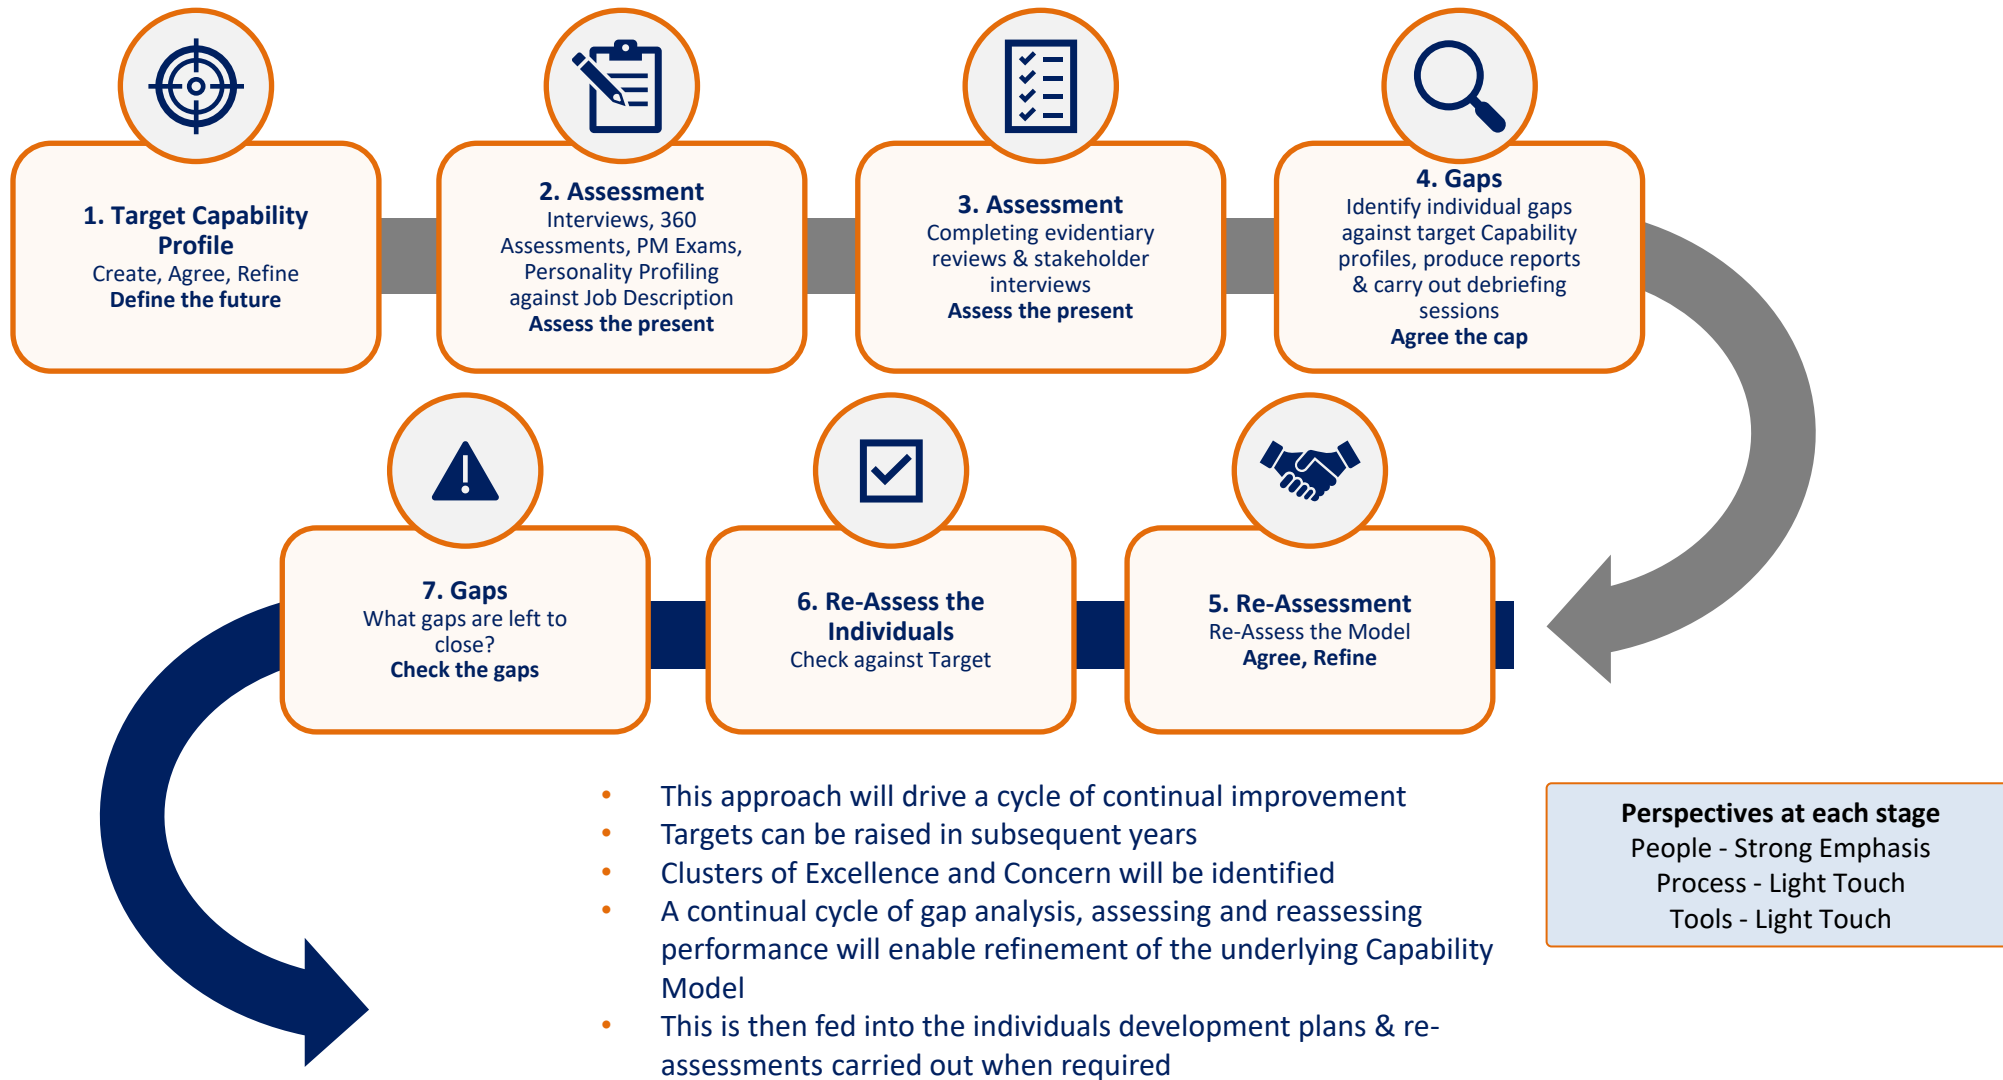 1. Target Capability
Profile
Create, Agree, Refine
Define the future
2. Assessment
Interviews, 360
Assessments, PM Exams,
Personality Profiling
against Job Description
Assess the present
3. Assessment
Completing evidentiary
reviews & stakeholder
interviews
Assess the present
4. Gaps
Identify individual gaps
against target Capability
profiles, produce reports
& carry out debriefing
sessions
Agree the cap
5. Re-Assessment
Re-Assess the Model
Agree, Refine
6. Re-Assess the
Individuals
Check against Target
7. Gaps
What gaps are left to
close?
Check the gaps
• This approach will drive a cycle of continual improvement
• Targets can be raised in subsequent years
• Clusters of Excellence and Concern will be identified
• A continual cycle of gap analysis, assessing and reassessing
performance will enable refinement of the underlying Capability
Model
• This is then fed into the individuals development plans & re-
assessments carried out when required
Perspectives at each stage
People - Strong Emphasis
Process - Light Touch
Tools - Light Touch